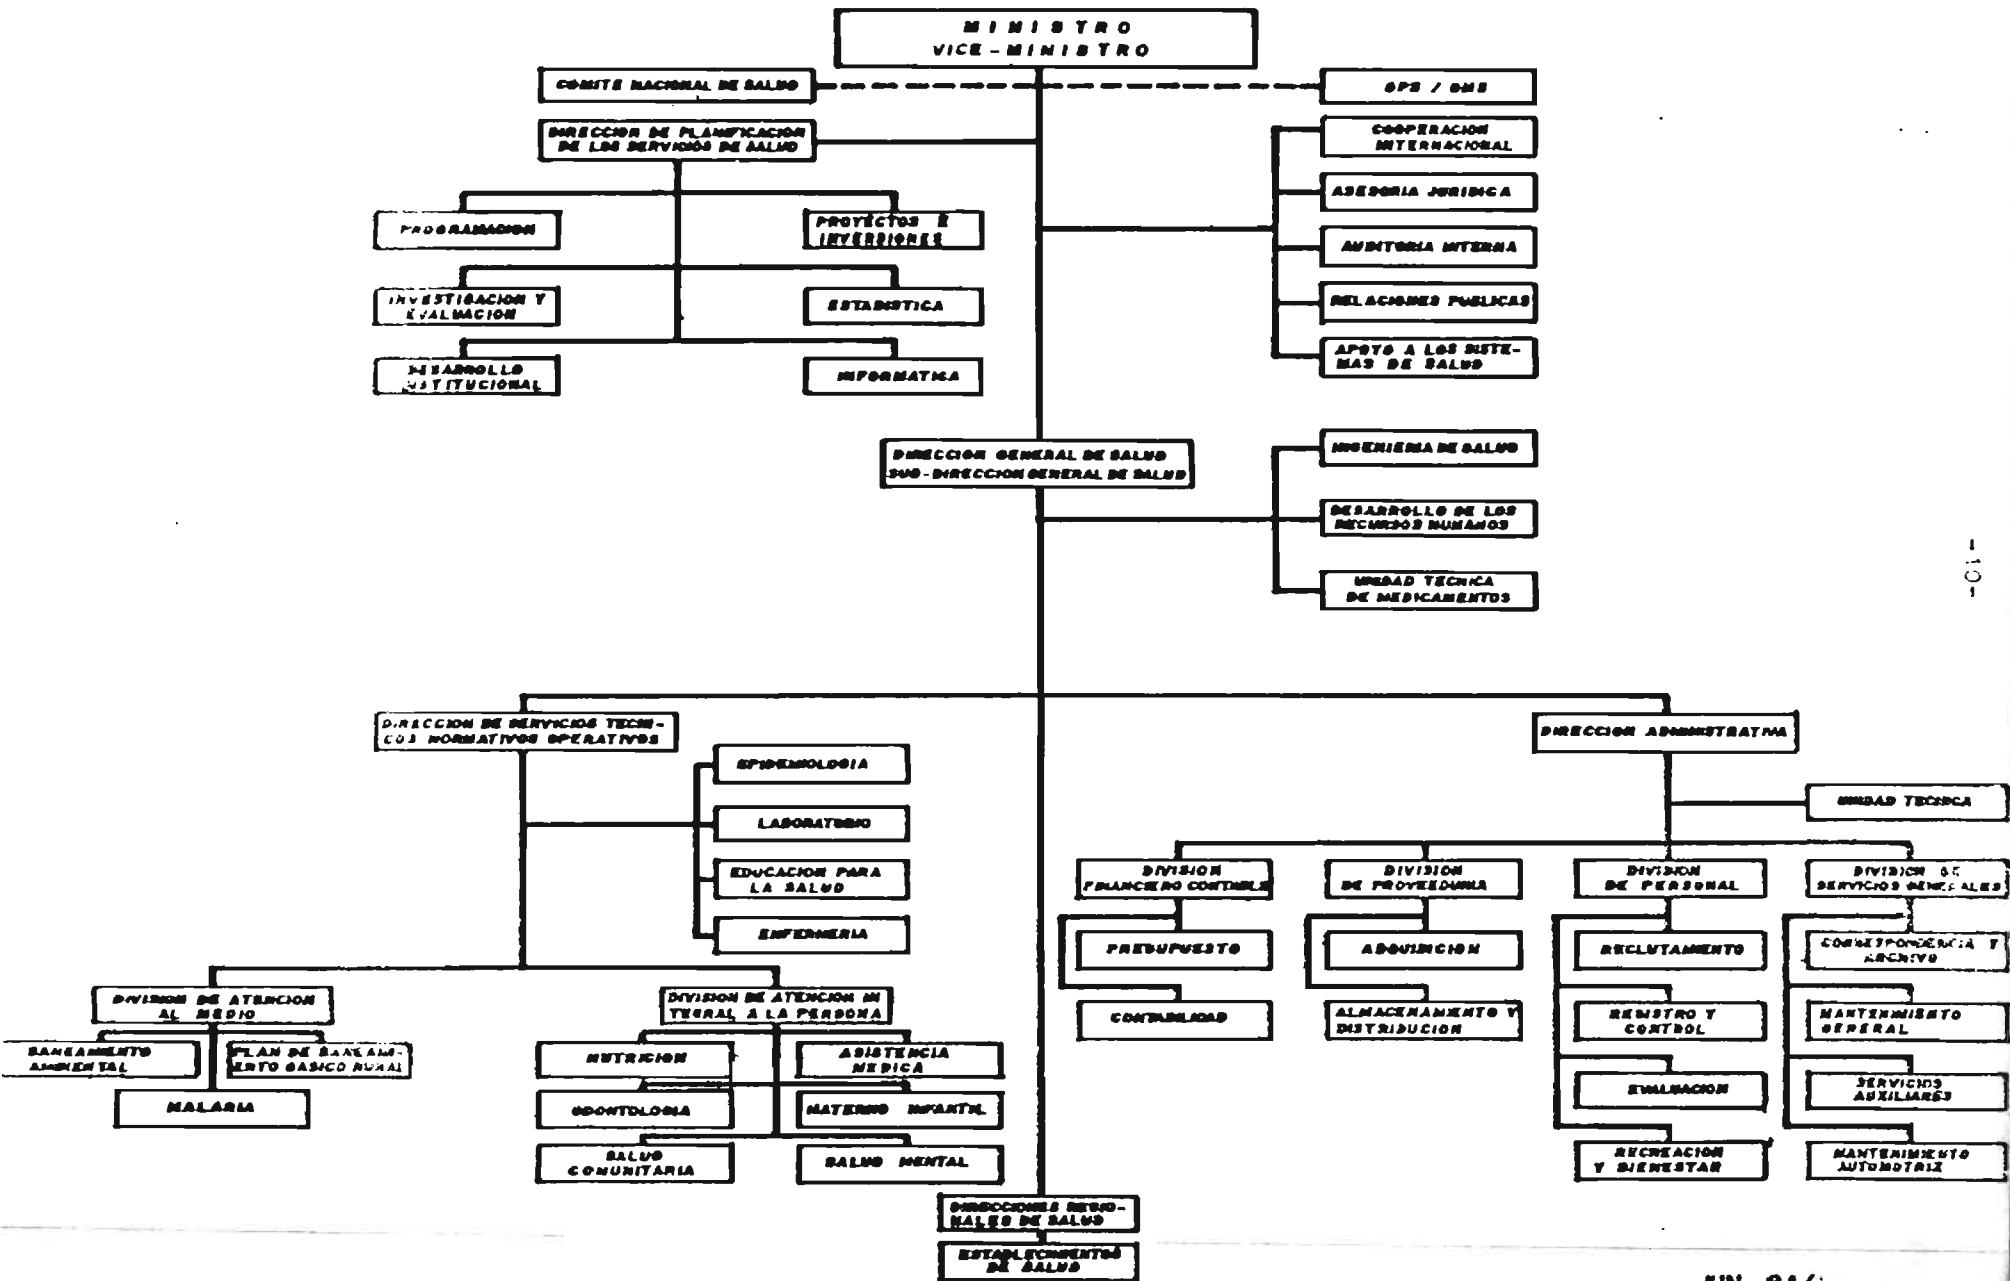 MINISTRO
VICE-MINISTRO
COMITE NACIONAL DE SALUD
OPS / OMS
DIRECCION DE PLANIFICACION
DE LOS SERVICIOS DE SALUD
COOPERACION
INTERNACIONAL
ASESORIA JURIDICA
PROGRAMACION
PROYECTOS E
INVERSIONES
AUDITORIA INTERNA
INVESTIGACION Y
EVALUACION
ESTADISTICA
RELACIONES PUBLICAS
DESARROLLO
INSTITUCIONAL
INFORMATICA
APOYO A LOS SISTE-
MAS DE SALUD
DIRECCION GENERAL DE SALUD
SUB-DIRECCION GENERAL DE SALUD
INGENIERIA DE SALUD
DESARROLLO DE LOS
RECURSOS HUMANOS
UNIDAD TECNICA
DE MEDICAMENTOS
-10-
DIRECCION DE SERVICIOS TECNI-
COS NORMATIVOS OPERATIVOS
DIRECCION ADMINISTRATIVA
EPIDEMIOLOGIA
LABORATORIO
EDUCACION PARA
LA SALUD
ENFERMERIA
UNIDAD TECNICA
DIVISION
FINANCIERO CONTABLE
DIVISION
DE PROVEEDURIA
DIVISION
DE PERSONAL
DIVISION DE
SERVICIOS GENERALES
PRESUPUESTO
ADQUISICION
RECLUTAMIENTO
CORRESPONDENCIA Y
ARCHIVO
CONTABILIDAD
ALMACENAMIENTO Y
DISTRIBUCION
REGISTRO Y
CONTROL
MANTENIMIENTO
GENERAL
EVALUACION
SERVICIOS
AUXILIARES
RECREACION
Y BIENESTAR
MANTENIMIENTO
AUTOMOTRIZ
DIVISION DE ATENCION
AL MEDIO
DIVISION DE ATENCION IN
TEGRAL A LA PERSONA
SANEAMIENTO
AMBIENTAL
PLAN DE SANEAMI-
ENTO BASICO RURAL
MALARIA
NUTRICION
ASISTENCIA
MEDICA
ODONTOLOGIA
MATERNO INFANTIL
SALUD
COMUNITARIA
SALUD MENTAL
DIRECCIONES REGIO-
NALES DE SALUD
ESTABLECIMIENTOS
DE SALUD